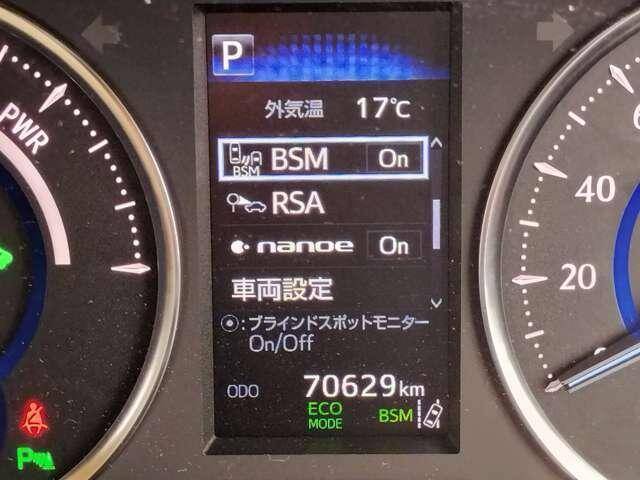 PWR
P
外気温 17℃
BSM BSM On
RSA
nanoe On
車両設定
:ブラインドスポットモニター
On/Off
ODO 70629km
ECO
MODE
BSM
P
40
20